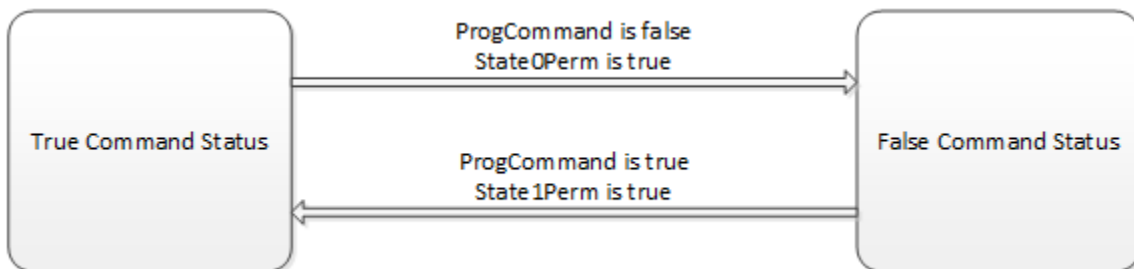 ProgCommand is false
State0Perm is true
True Command Status
False Command Status
ProgCommand is true
State1Perm is true